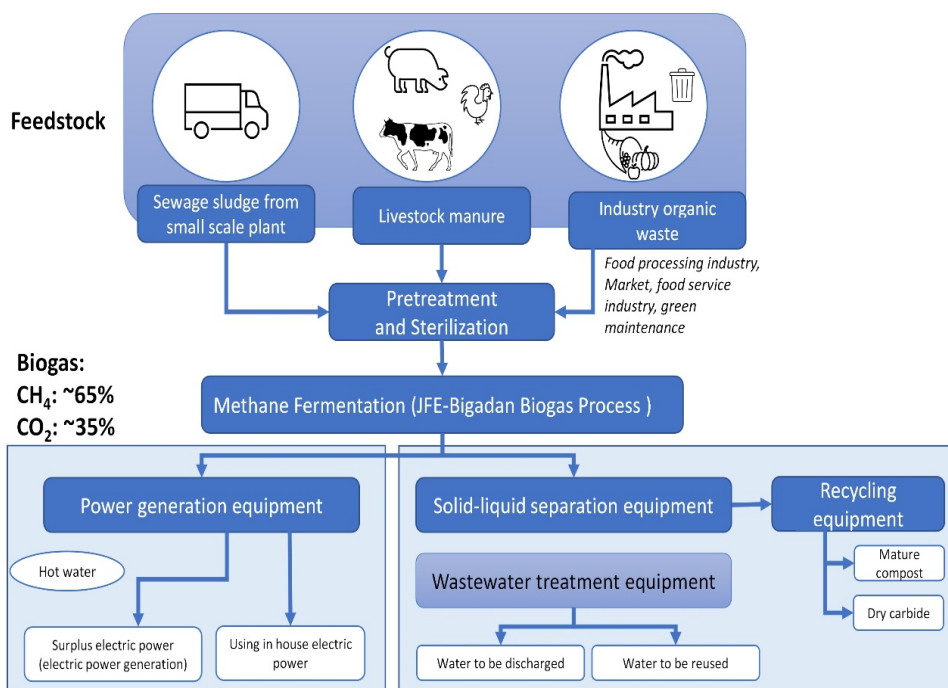 Feedstock
Sewage sludge from
small scale plant
Livestock manure
Industry organic
waste
Food processing industry,
Market, food service
industry, green
maintenance
Pretreatment
and Sterilization
Biogas:
CH₄: ~65%
CO₂: ~35%
Methane Fermentation (JFE-Bigadan Biogas Process )
Power generation equipment
Solid-liquid separation equipment
Recycling
equipment
Hot water
Mature
compost
Wastewater treatment equipment
Dry carbide
Surplus electric power
(electric power generation)
Using in house electric
power
Water to be discharged
Water to be reused